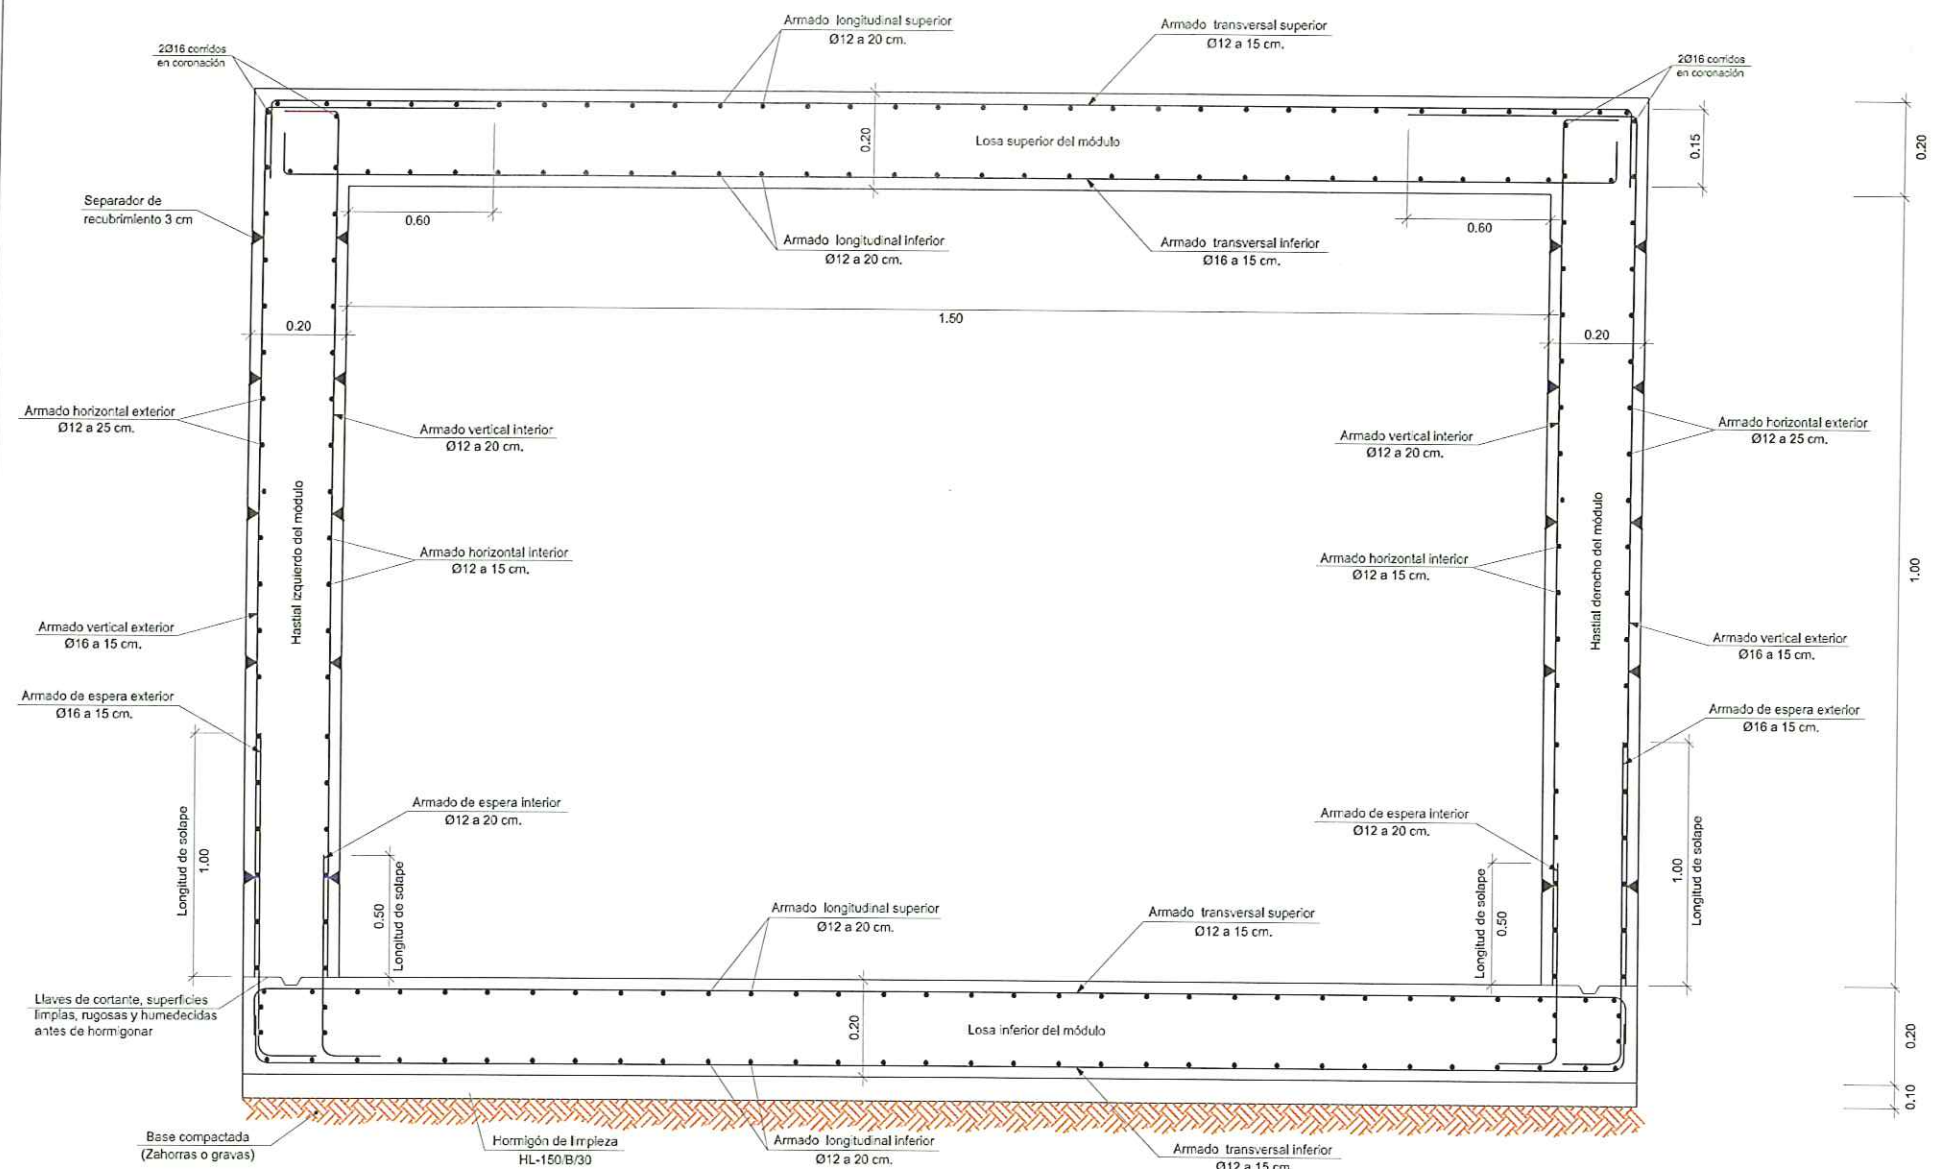 Armado longitudinal superior
Ø12 a 20 cm.
Armado transversal superior
Ø12 a 15 cm.
2Ø16 corridos
en coronación
2Ø16 corridos
en coronación
0.20
Losa superior del módulo
0.15
0.20
Separador de
recubrimiento 3 cm
0.60
0.60
Armado longitudinal inferior
Ø12 a 20 cm.
Armado transversal inferior
Ø16 a 15 cm.
1.50
0.20
0.20
Armado horizontal exterior
Ø12 a 25 cm.
Armado vertical interior
Ø12 a 20 cm.
Armado vertical interior
Ø12 a 20 cm.
Armado horizontal exterior
Ø12 a 25 cm.
Hastial izquierdo del módulo
Hastial derecho del módulo
Armado horizontal interior
Ø12 a 15 cm.
Armado horizontal interior
Ø12 a 15 cm.
1.00
Armado vertical exterior
Ø16 a 15 cm.
Armado vertical exterior
Ø16 a 15 cm.
Armado de espera exterior
Ø16 a 15 cm.
Armado de espera exterior
Ø16 a 15 cm.
Longitud de solape
1.00
Armado de espera interior
Ø12 a 20 cm.
Armado de espera interior
Ø12 a 20 cm.
0.50
Longitud de solape
Longitud de solape
0.50
1.00
Longitud de solape
Armado longitudinal superior
Ø12 a 20 cm.
Armado transversal superior
Ø12 a 15 cm.
Llaves de cortante, superficies
limpias, rugosas y humedecidas
antes de hormigonar
0.20
Losa inferior del módulo
0.20
0.10
Base compactada
(Zahorras o gravas)
Hormigón de limpieza
HL-150/B/30
Armado longitudinal inferior
Ø12 a 20 cm.
Armado transversal inferior
Ø12 a 15 cm.